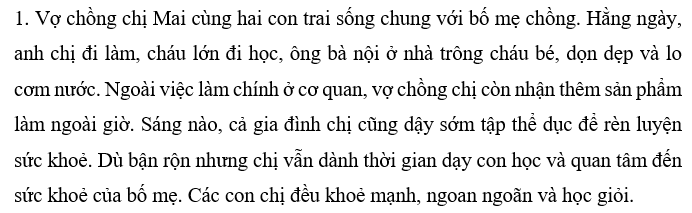 1. Vợ chồng chị Mai cùng hai con trai sống chung với bố mẹ chồng. Hằng ngày,
anh chị đi làm, cháu lớn đi học, ông bà nội ở nhà trông cháu bé, dọn dẹp và lo
cơm nước. Ngoài việc làm chính ở cơ quan, vợ chồng chị còn nhận thêm sản phẩm
làm ngoài giờ. Sáng nào, cả gia đình chị cũng dậy sớm tập thể dục để rèn luyện
sức khoẻ. Dù bận rộn nhưng chị vẫn dành thời gian dạy con học và quan tâm đến
sức khoẻ của bố mẹ. Các con chị đều khoẻ mạnh, ngoan ngoãn và học giỏi.